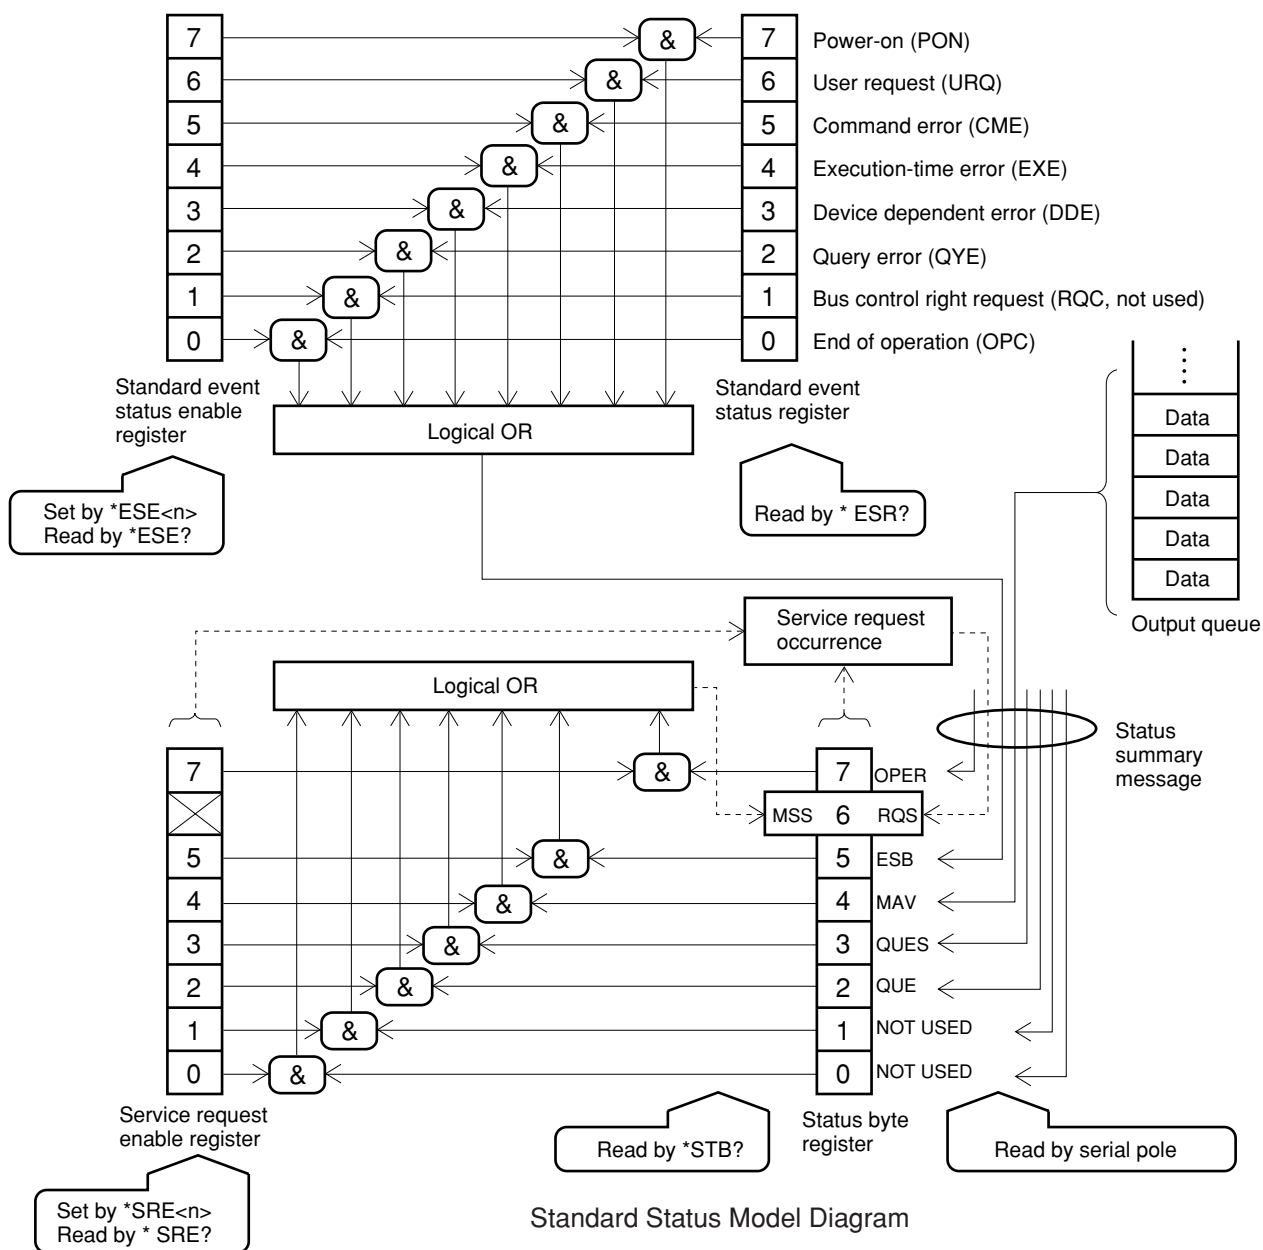 7 & 7 Power-on (PON)
6 & 6 User request (URQ)
5 & 5 Command error (CME)
4 & 4 Execution-time error (EXE)
3 & 3 Device dependent error (DDE)
2 & 2 Query error (QYE)
1 & 1 Bus control right request (RQC, not used)
0 & 0 End of operation (OPC)
Standard event
status enable
register
Logical OR
Standard event
status register
Set by *ESE<n>
Read by *ESE?
Read by * ESR?
Data
Data
Data
Data
Data
Output queue
Service request
occurrence
Logical OR
Status
summary
message
7 & 7 OPER
MSS 6 RQS
5 & 5 ESB
4 & 4 MAV
3 & 3 QUES
2 & 2 QUE
1 & 1 NOT USED
0 & 0 NOT USED
Service request
enable register
Read by *STB?
Status byte
register
Read by serial pole
Set by *SRE<n>
Read by * SRE?
Standard Status Model Diagram